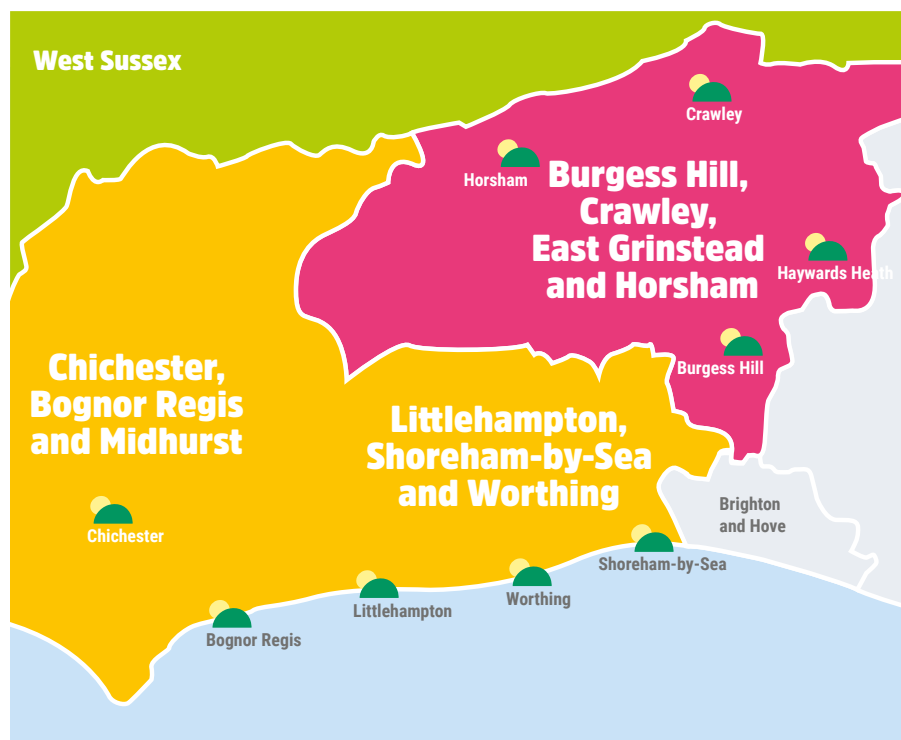 West Sussex
Crawley
Horsham
Burgess Hill,
Crawley,
East Grinstead
and Horsham
Haywards Heath
Burgess Hill
Chichester,
Bognor Regis
and Midhurst
Littlehampton,
Shoreham-by-Sea
and Worthing
Brighton
and Hove
Chichester
Shoreham-by-Sea
Worthing
Littlehampton
Bognor Regis